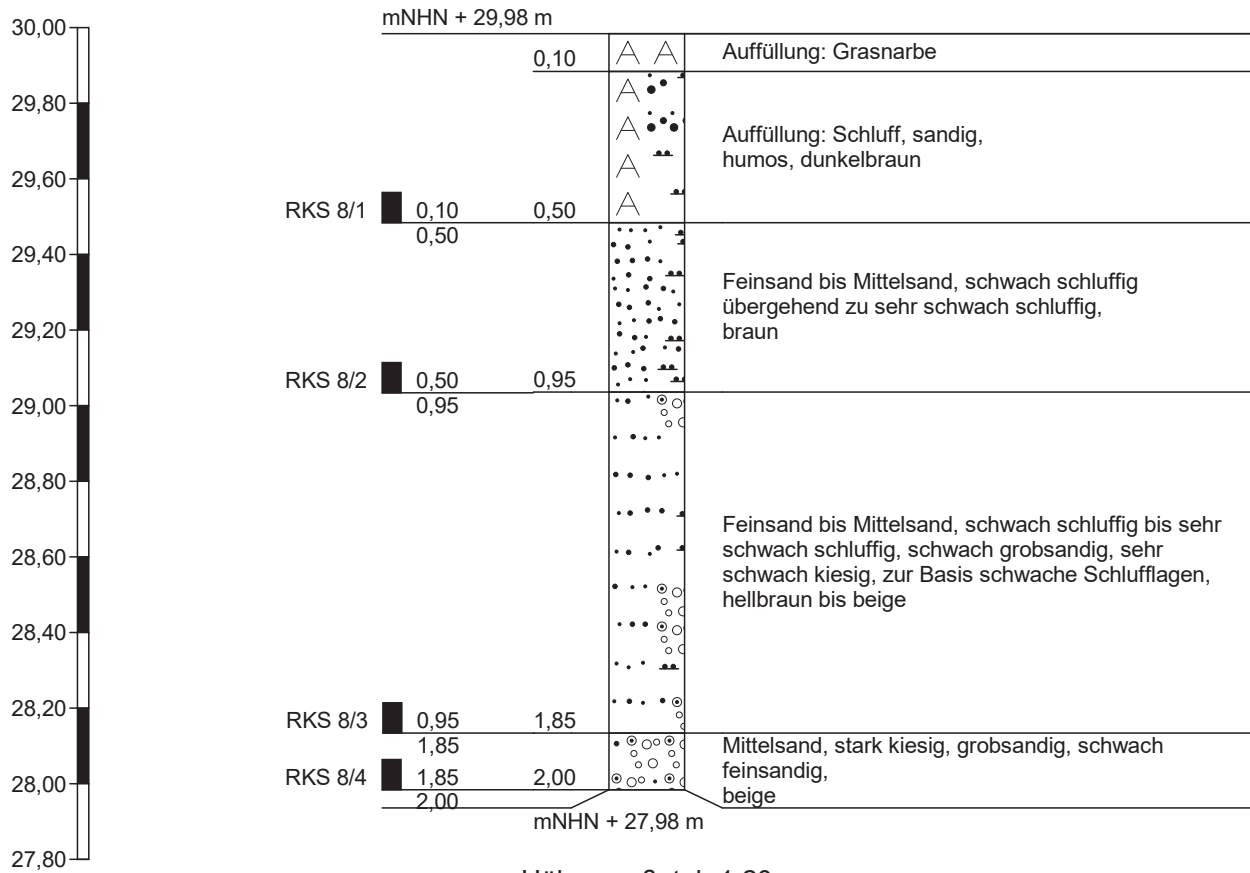 mNHN + 29,98 m
30,00
29,80
29,60
29,40
29,20
29,00
28,80
28,60
28,40
28,20
28,00
27,80
0,10
Auffüllung: Grasnarbe
Auffüllung: Schluff, sandig,
humos, dunkelbraun
RKS 8/1 0,10 0,50
0,50
Feinsand bis Mittelsand, schwach schluffig
übergehend zu sehr schwach schluffig,
braun
RKS 8/2 0,50 0,95
0,95
Feinsand bis Mittelsand, schwach schluffig bis sehr
schwach schluffig, schwach grobsandig, sehr
schwach kiesig, zur Basis schwache Schlufflagen,
hellbraun bis beige
RKS 8/3 0,95 1,85
1,85
Mittelsand, stark kiesig, grobsandig, schwach
feinsandig,
beige
RKS 8/4 1,85 2,00
2,00
mNHN + 27,98 m